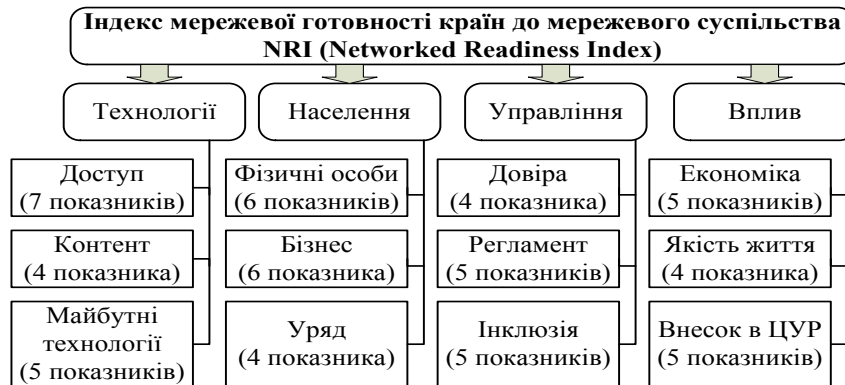 Індекс мережевої готовності країн до мережевого суспільства
NRI (Networked Readiness Index)
Технології
Населення
Управління
Вплив
Доступ
(7 показників)
Фізичні особи
(6 показників)
Довіра
(4 показника)
Економіка
(5 показників)
Контент
(4 показника)
Бізнес
(6 показника)
Регламент
(5 показників)
Якість життя
(4 показника)
Майбутні
технології
(5 показників)
Уряд
(4 показника)
Інклюзія
(5 показників)
Внесок в ЦУР
(5 показників)